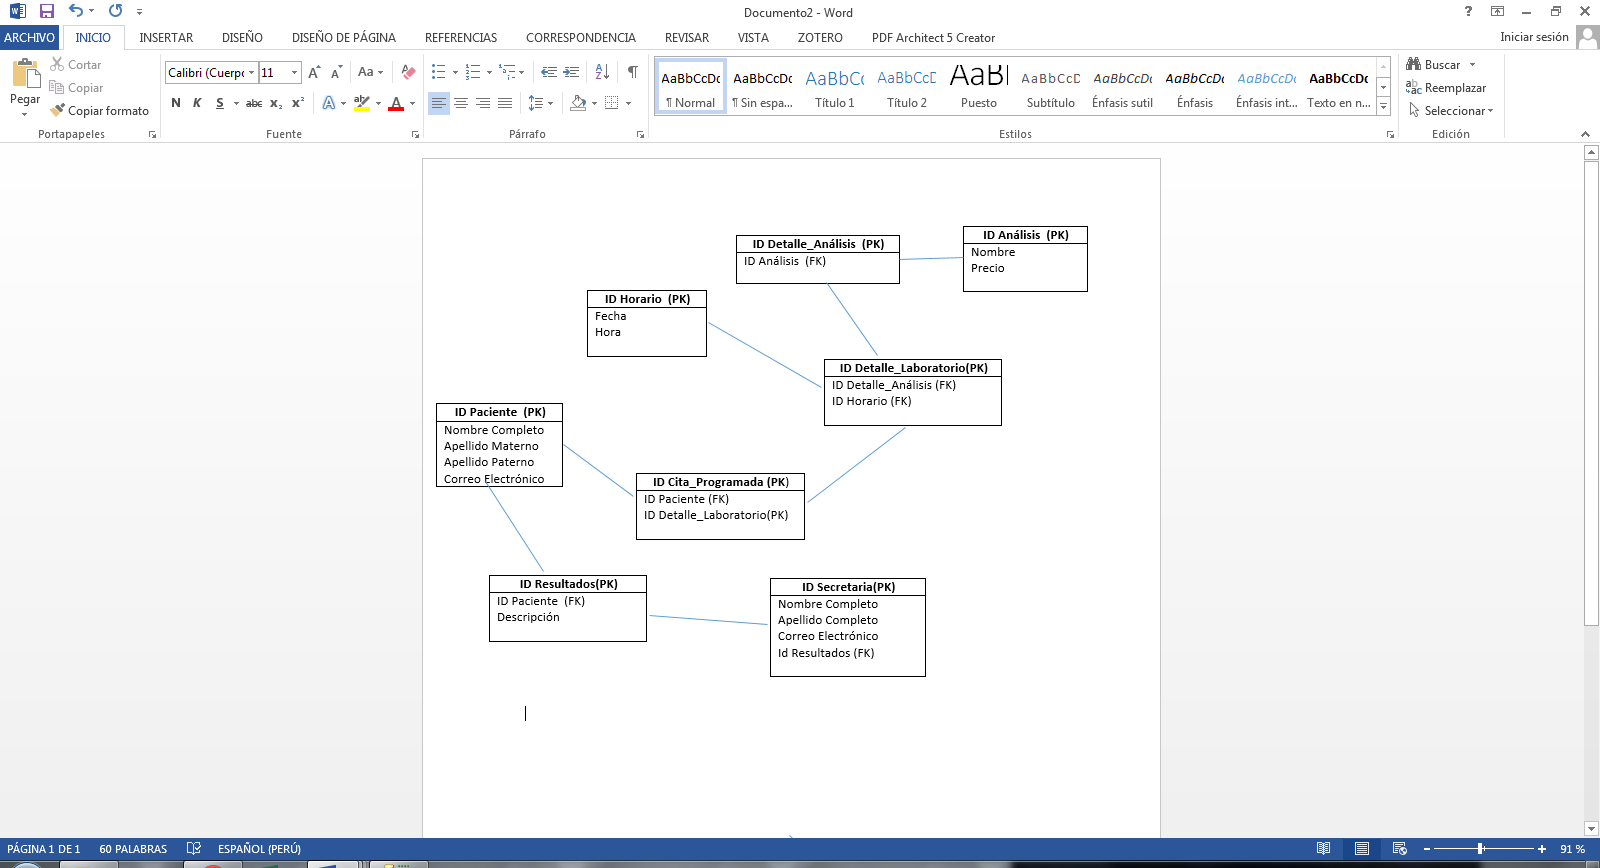 Documento2 - Word
ARCHIVO INICIO INSERTAR DISEÑO DISEÑO DE PÁGINA REFERENCIAS CORRESPONDENCIA REVISAR VISTA ZOTERO PDF Architect 5 Creator Iniciar sesión
Pegar
Cortar
Copiar
Copiar formato
Portapapeles
Calibri (Cuerpo 11
N K S abc x₂ x²
Fuente
Párrafo
AaBbCcDc AaBbCcDc AaBbCc AaBbCcD AaB AaBbCcD AaBbCcDc AaBbCcDc AaBbCcDc AaBbCcDc
¶ Normal ¶ Sin espa... Título 1 Título 2 Puesto Subtítulo Énfasis sutil Énfasis Énfasis int... Texto en n...
Estilos
Buscar
Reemplazar
Seleccionar
Edición
ID Detalle_Análisis (PK)
ID Análisis (FK)
ID Análisis (PK)
Nombre
Precio
ID Horario (PK)
Fecha
Hora
ID Detalle_Laboratorio(PK)
ID Detalle_Análisis (FK)
ID Horario (FK)
ID Paciente (PK)
Nombre Completo
Apellido Materno
Apellido Paterno
Correo Electrónico
ID Cita_Programada (PK)
ID Paciente (FK)
ID Detalle_Laboratorio(PK)
ID Resultados(PK)
ID Paciente (FK)
Descripción
ID Secretaria(PK)
Nombre Completo
Apellido Completo
Correo Electrónico
Id Resultados (FK)
PÁGINA 1 DE 1 60 PALABRAS ESPAÑOL (PERÚ) 91 %